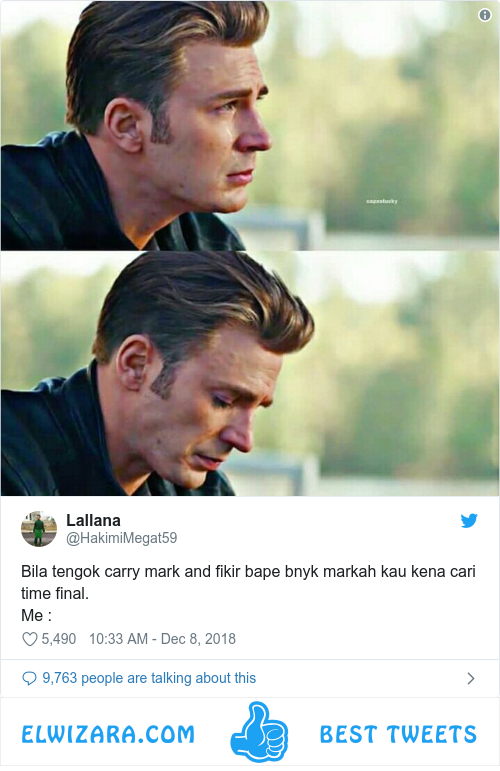 Lallana
@HakimiMegat59
Bila tengok carry mark and fikir bape bnyk markah kau kena cari
time final.
Me :
5,490 10:33 AM - Dec 8, 2018
9,763 people are talking about this
ELWIZARA.COM BEST TWEETS